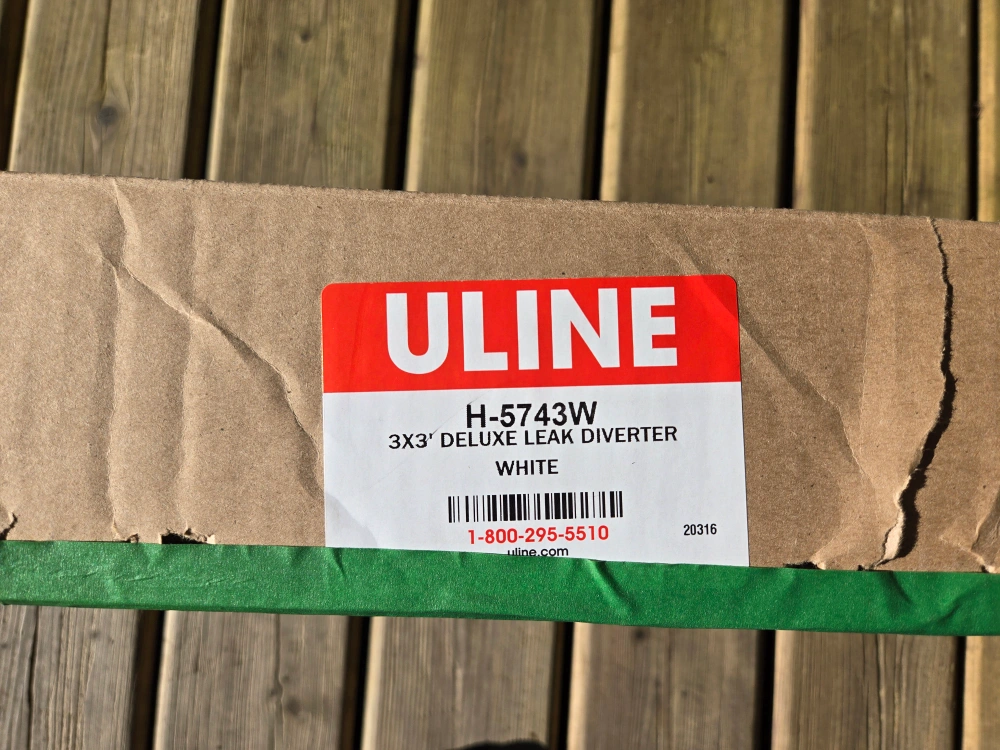 ULINE
H-5743W
3X3' DELUXE LEAK DIVERTER
WHITE
1-800-295-5510
20316
uline.com